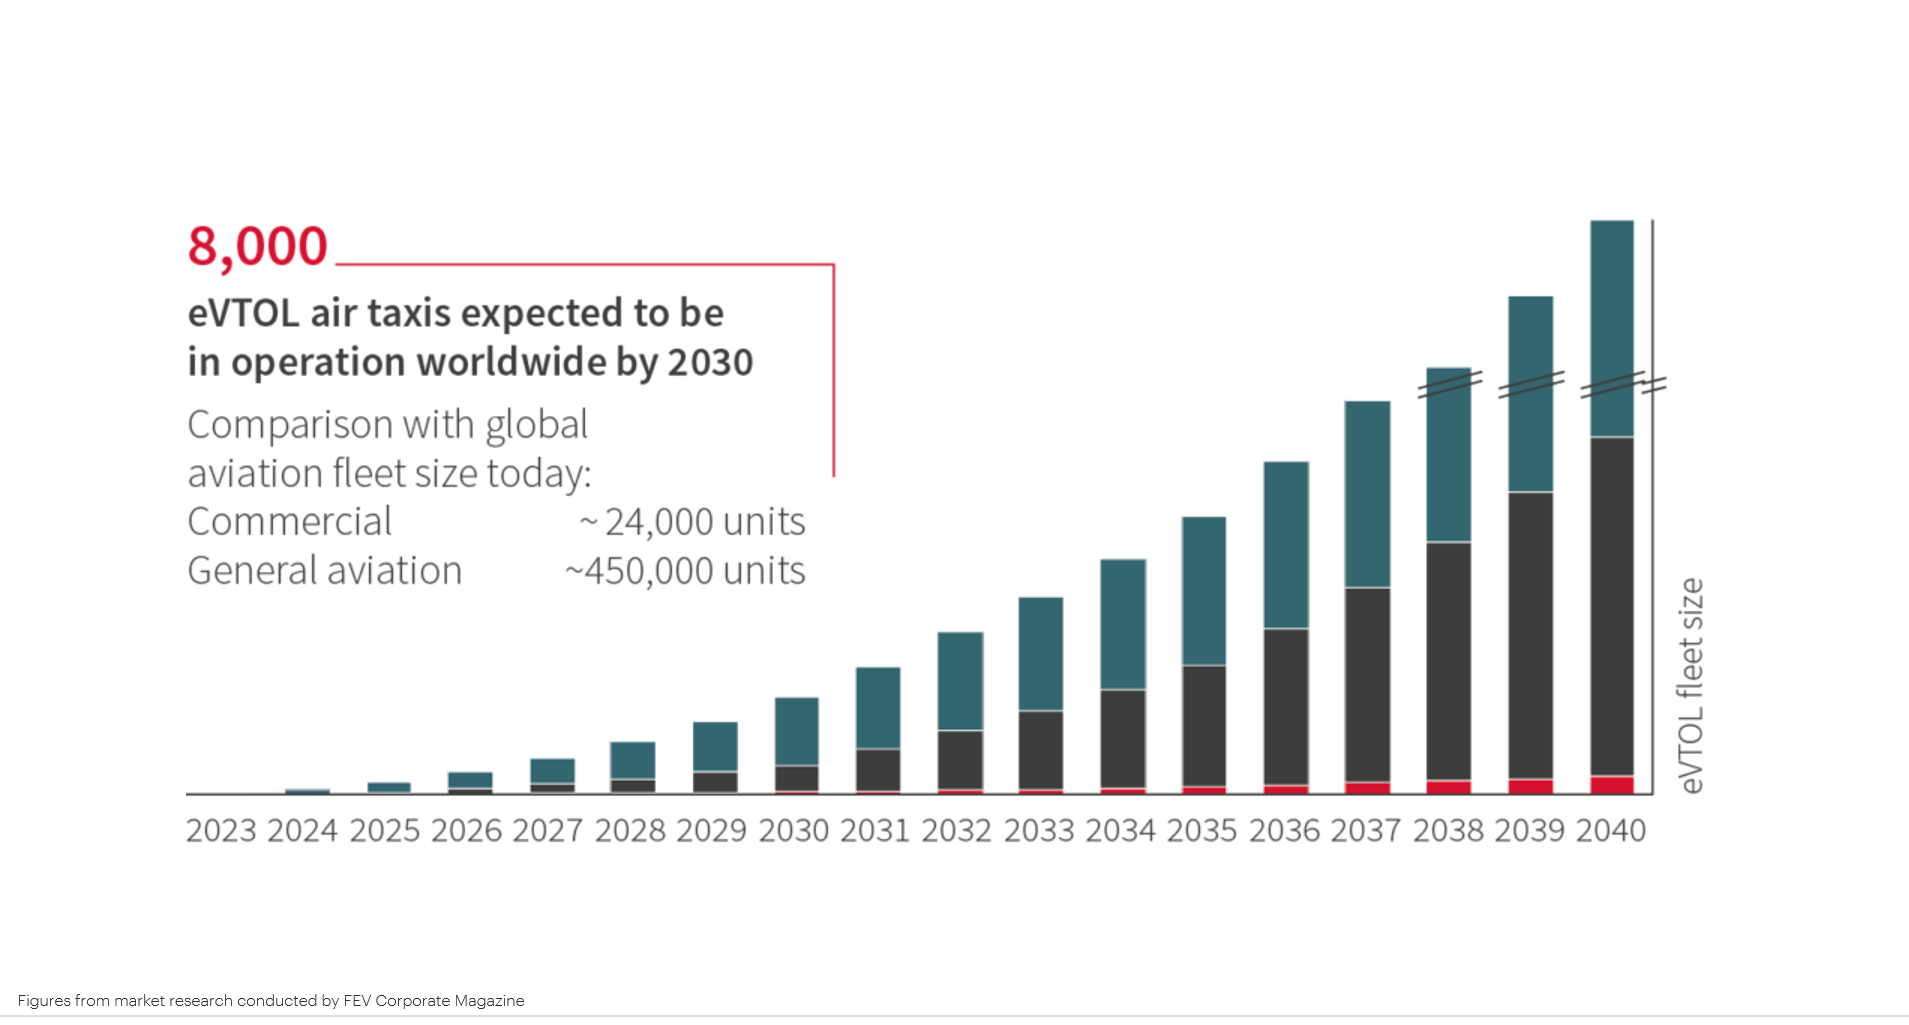 8,000
eVTOL air taxis expected to be
in operation worldwide by 2030
Comparison with global
aviation fleet size today:
Commercial ~ 24,000 units
General aviation ~450,000 units
eVTOL fleet size
2023 2024 2025 2026 2027 2028 2029 2030 2031 2032 2033 2034 2035 2036 2037 2038 2039 2040
Figures from market research conducted by FEV Corporate Magazine